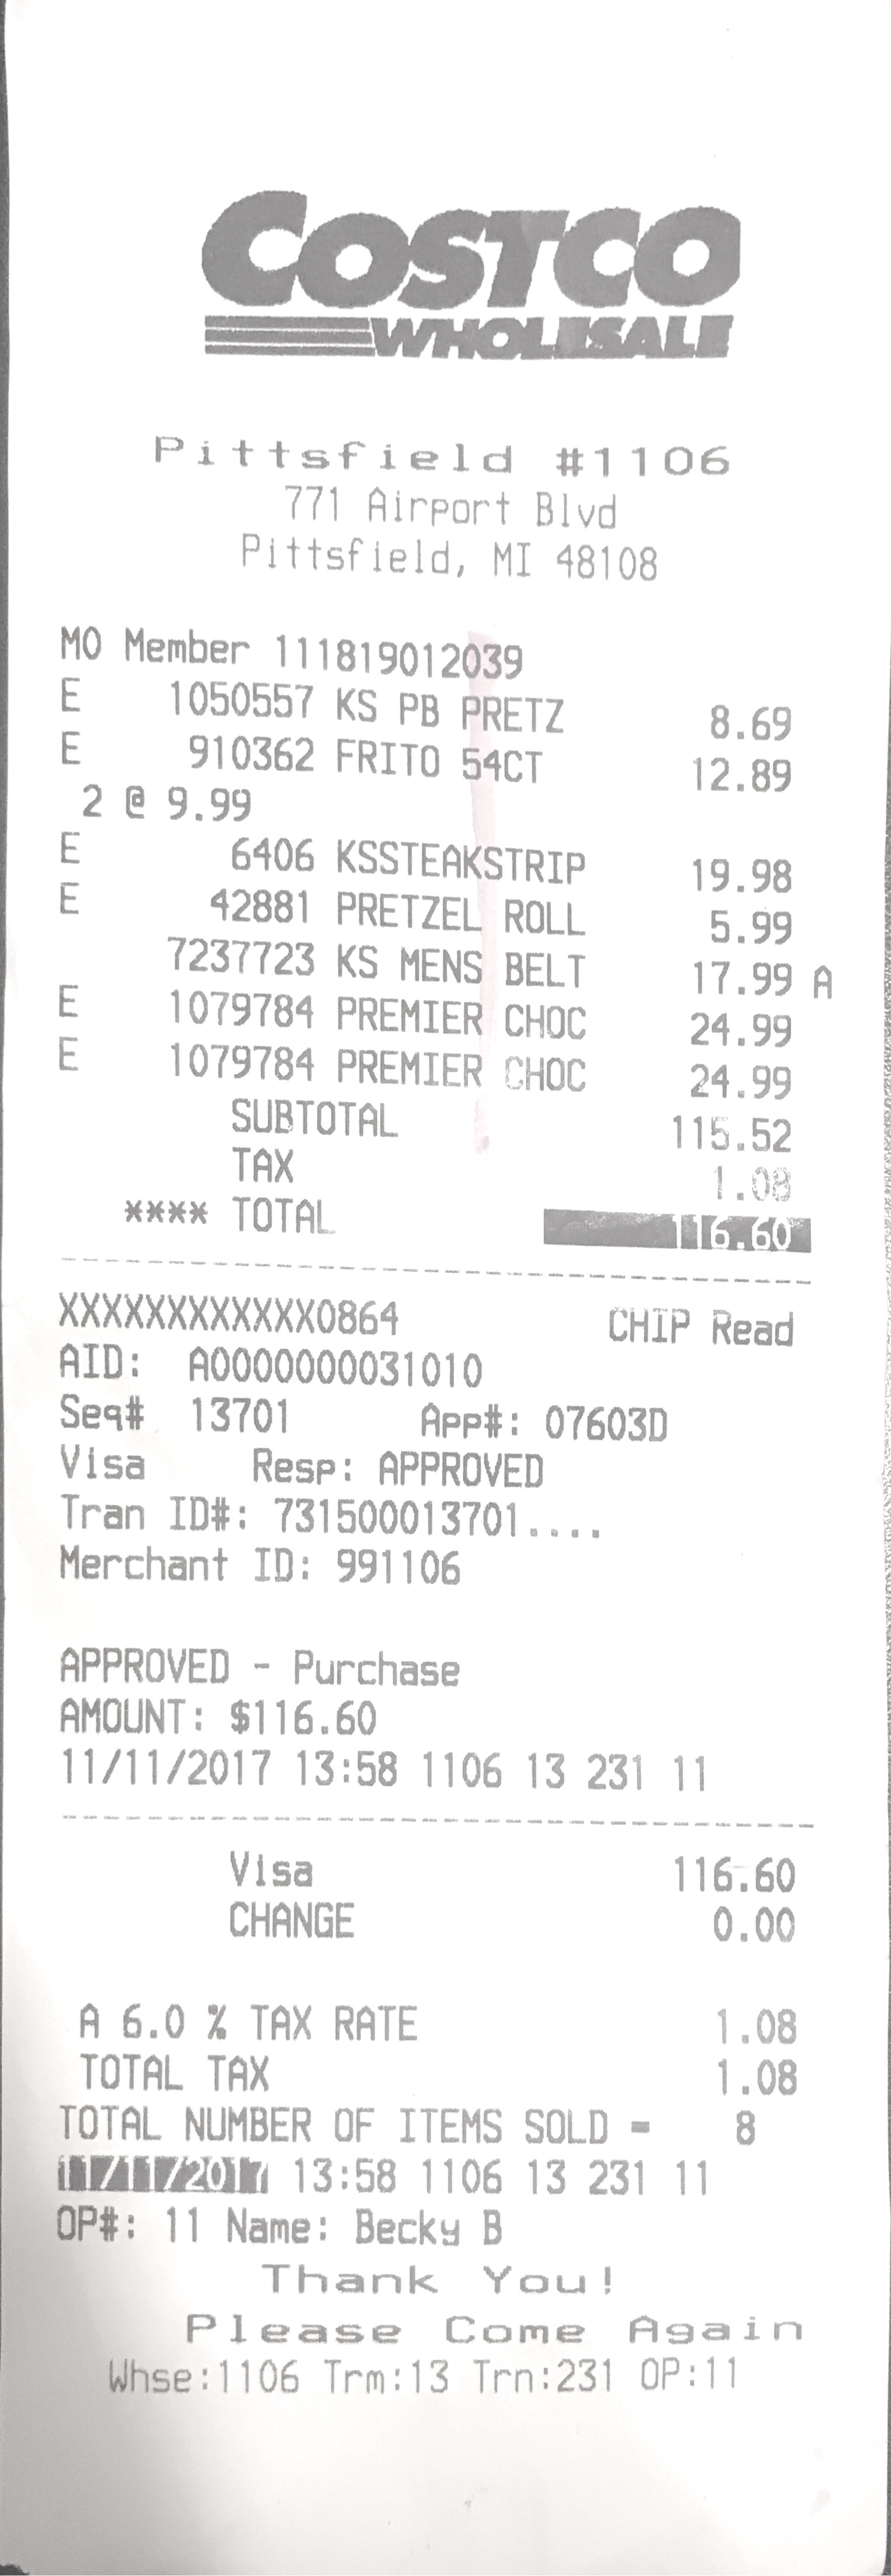 COSTCO
WHOLESALE
Pittsfield #1106
771 Airport Blvd
Pittsfield, MI 48108
MO Member 111819012039
E 1050557 KS PB PRETZ 8.69
E 910362 FRITO 54CT 12.89
2 @ 9.99
E 6406 KSSTEAKSTRIP 19.98
E 42881 PRETZEL ROLL 5.99
7237723 KS MENS BELT 17.99 A
E 1079784 PREMIER CHOC 24.99
E 1079784 PREMIER CHOC 24.99
SUBTOTAL 115.52
TAX 1.08
**** TOTAL 116.60
XXXXXXXXXXXX0864 CHIP Read
AID: A0000000031010
Seq# 13701 App#: 07603D
Visa Resp: APPROVED
Tran ID#: 731500013701....
Merchant ID: 991106
APPROVED - Purchase
AMOUNT: $116.60
11/11/2017 13:58 1106 13 231 11
Visa 116.60
CHANGE 0.00
A 6.0 % TAX RATE 1.08
TOTAL TAX 1.08
TOTAL NUMBER OF ITEMS SOLD = 8
11/11/2017 13:58 1106 13 231 11
OP#: 11 Name: Becky B
Thank You!
Please Come Again
Whse:1106 Trm:13 Trn:231 OP:11